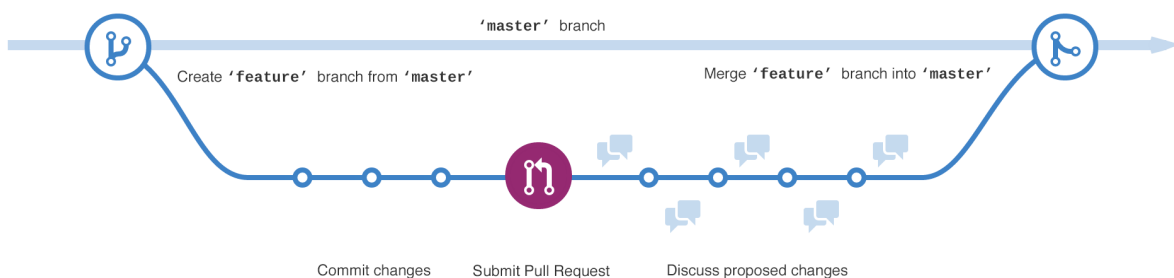 ‘master’ branch
Create ‘feature’ branch from ‘master’
Merge ‘feature’ branch into ‘master’
Commit changes
Submit Pull Request
Discuss proposed changes